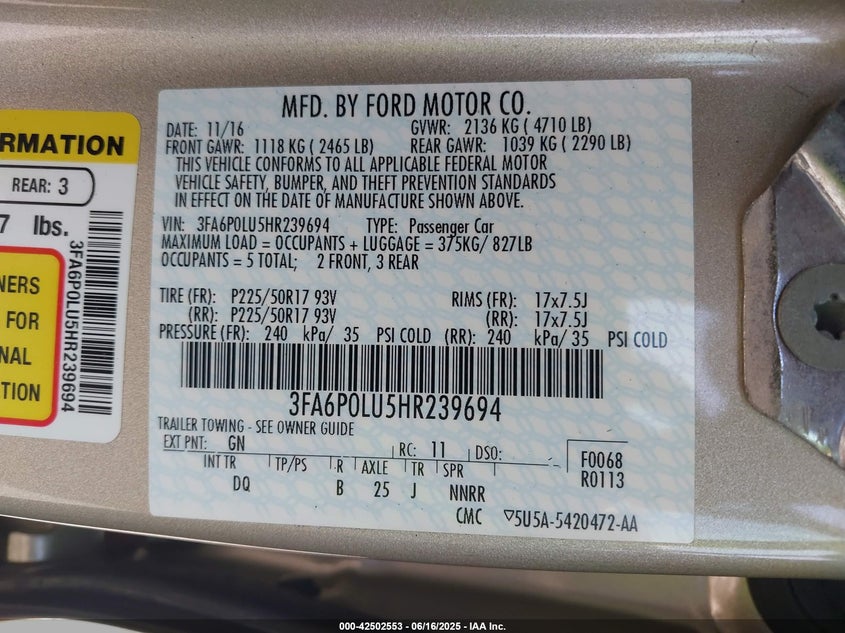 MFD. BY FORD MOTOR CO.
DATE: 11/16 GVWR: 2136 KG ( 4710 LB)
FRONT GAWR: 1118 KG ( 2465 LB) REAR GAWR: 1039 KG ( 2290 LB)
THIS VEHICLE CONFORMS TO ALL APPLICABLE FEDERAL MOTOR
VEHICLE SAFETY, BUMPER, AND THEFT PREVENTION STANDARDS
IN EFFECT ON THE DATE OF MANUFACTURE SHOWN ABOVE.
VIN: 3FA6P0LU5HR239694 TYPE: Passenger Car
MAXIMUM LOAD = OCCUPANTS + LUGGAGE = 375KG/ 827LB
OCCUPANTS = 5 TOTAL; 2 FRONT, 3 REAR
TIRE (FR): P225/50R17 93V RIMS (FR): 17x7.5J
(RR): P225/50R17 93V (RR): 17x7.5J
PRESSURE (FR): 240 kPa/ 35 PSI COLD (RR): 240 kPa/ 35 PSI COLD
3FA6P0LU5HR239694
TRAILER TOWING - SEE OWNER GUIDE
EXT PNT: GN RC: 11 DSO:
INT TR TP/PS R AXLE TR SPR
DQ B 25 J NNRR
F0068
R0113
CMC ▽5U5A-5420472-AA
RMATION
REAR: 3
7 lbs.
3FA6P0LU5HR239694
NERS
FOR
NAL
TION
000-42502553 - 06/16/2025 - IAA Inc.